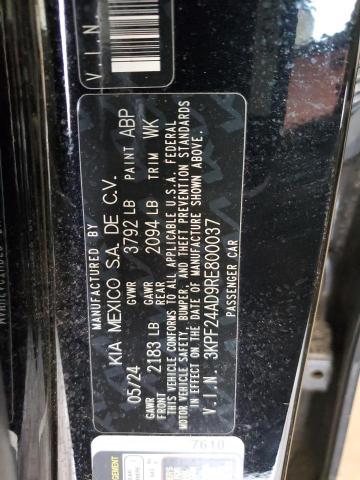 V.I.N
MANUFACTURED BY
KIA MEXICO S.A. DE C.V.
05/24 GVWR 3792 LB PAINT ABP
GAWR FRONT 2183 LB GAWR REAR 2094 LB TRIM WK
THIS VEHICLE CONFORMS TO ALL APPLICABLE U.S.A. FEDERAL
MOTOR VEHICLE SAFETY, BUMPER, AND THEFT PREVENTION STANDARDS
IN EFFECT ON THE DATE OF MANUFACTURE SHOWN ABOVE.
V.I.N. 3KPF24AD9RE800037
PASSENGER CAR
7610